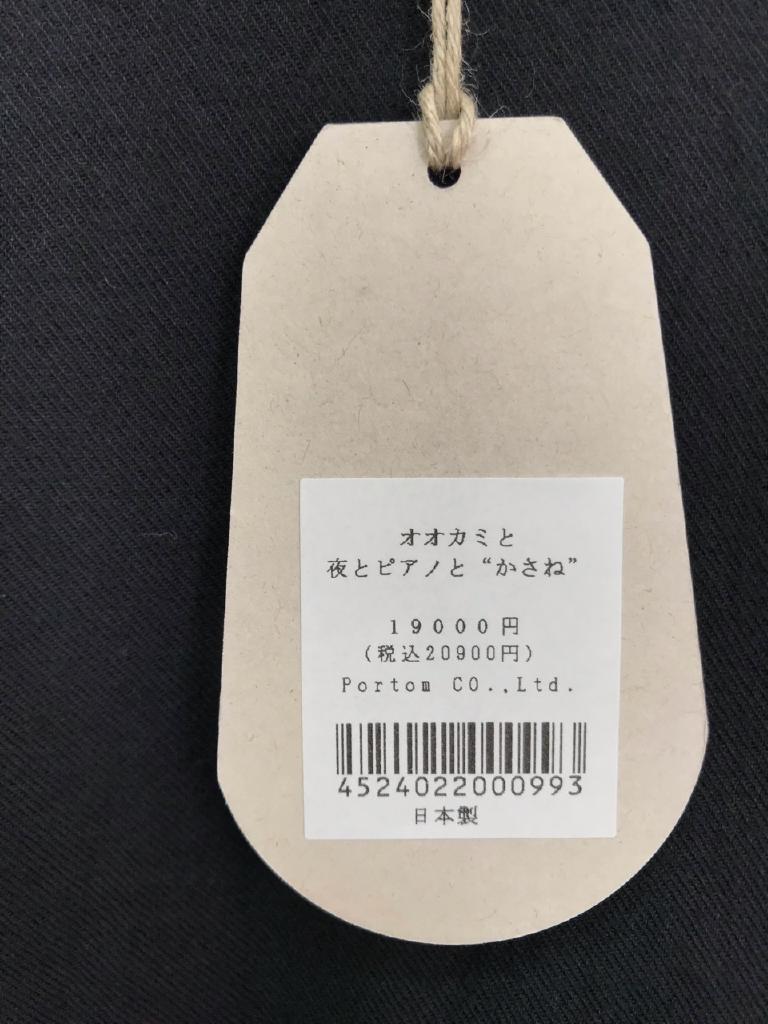 オオカミと
夜とピアノと“かさね”
19000円
(税込20900円)
Portom CO.,Ltd.
4524022000993
日本製